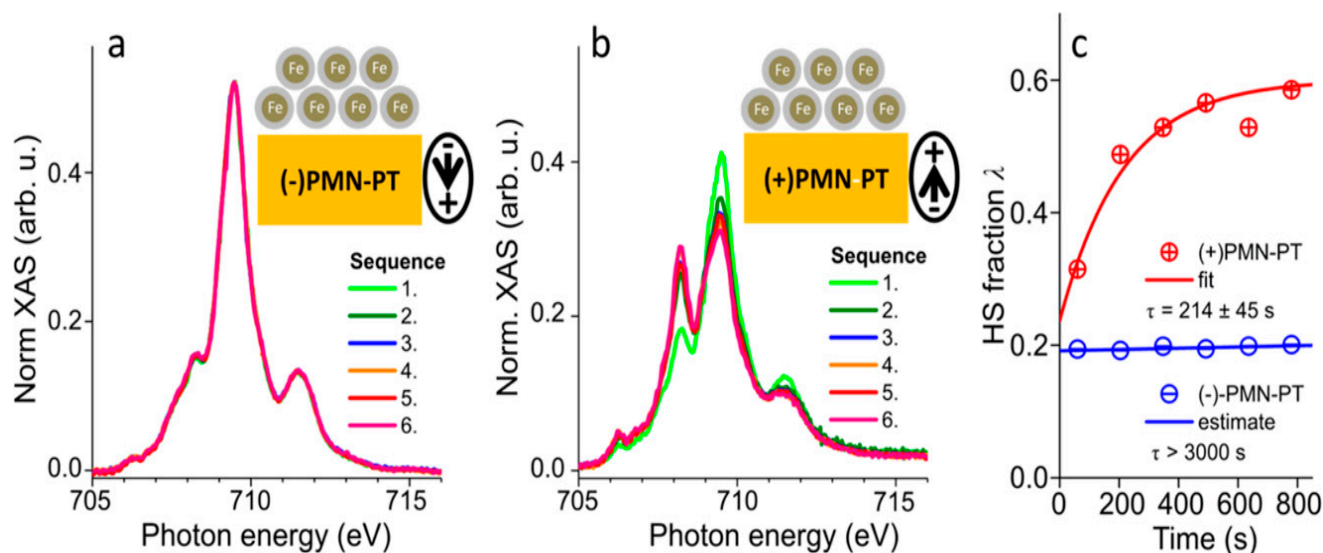 a
Fe Fe Fe
Fe Fe Fe Fe
(-)PMN-PT
-
+
Sequence
1.
2.
3.
4.
5.
6.
0.4
0.2
0.0
Norm XAS (arb. u.)
705 710 715
Photon energy (eV)
b
Fe Fe Fe
Fe Fe Fe Fe
(+)PMN-PT
+
-
Sequence
1.
2.
3.
4.
5.
6.
0.4
0.2
0.0
Norm. XAS (arb. u.)
705 710 715
Photon energy (eV)
c
0.6
0.6
0.2
0.0
HS fraction λ
(+)PMN-PT
fit
τ = 214 ± 45 s
(-)-PMN-PT
estimate
τ > 3000 s
0 200 400 600 800
Time (s)